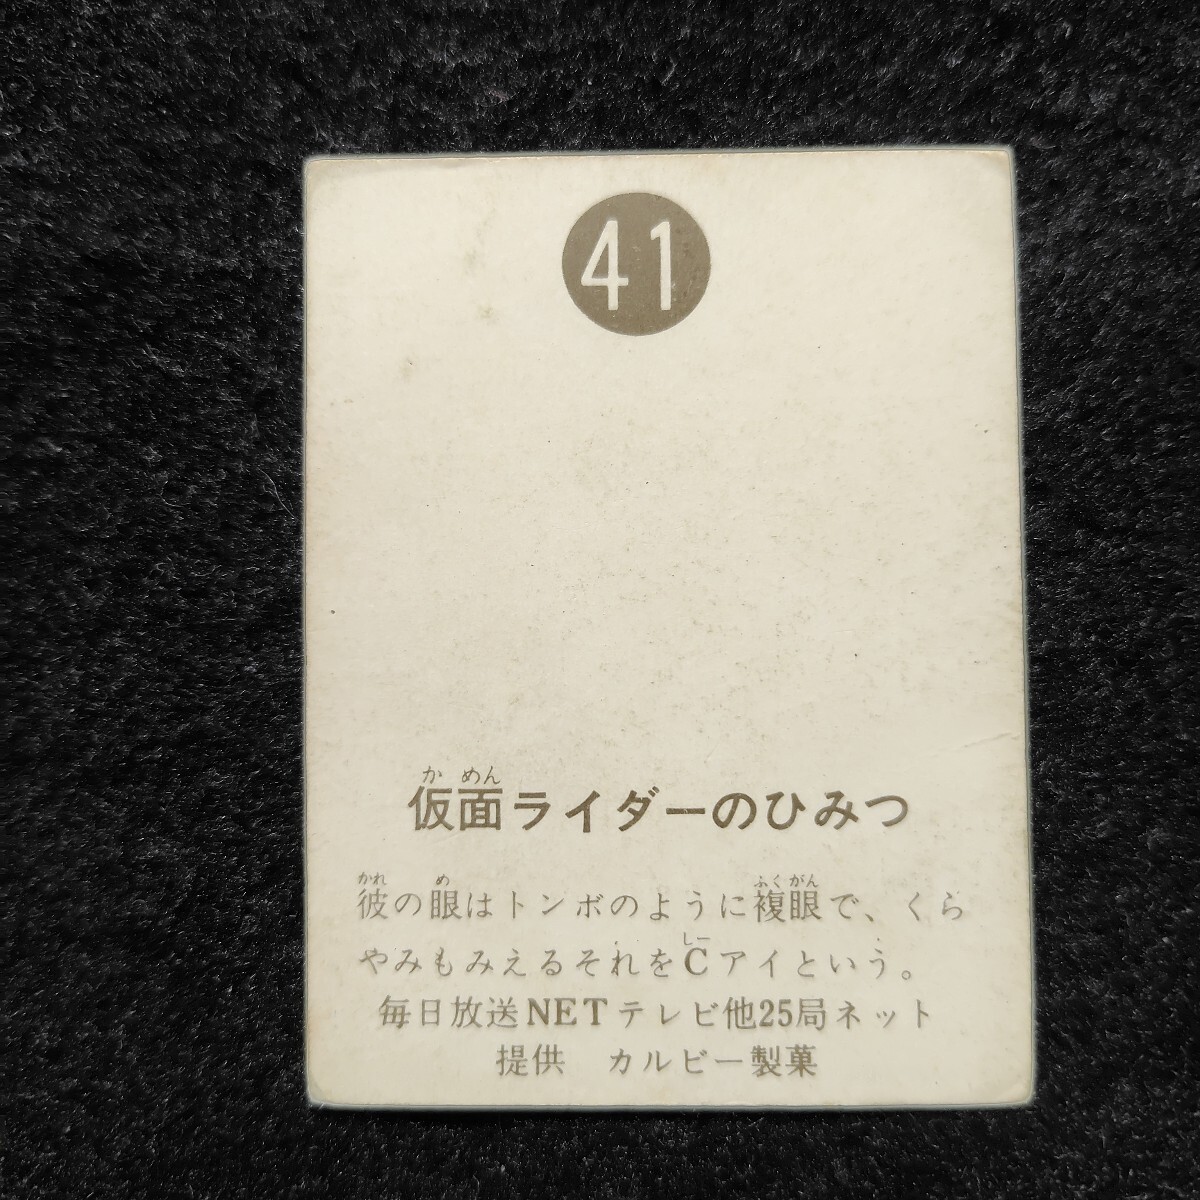 41
かめん
仮面ライダーのひみつ
かれ め ふくがん
彼の眼はトンボのように複眼で、くら
しー
やみもみえるそれをCアイという。
毎日放送NETテレビ他25局ネット
提供 カルビー製菓